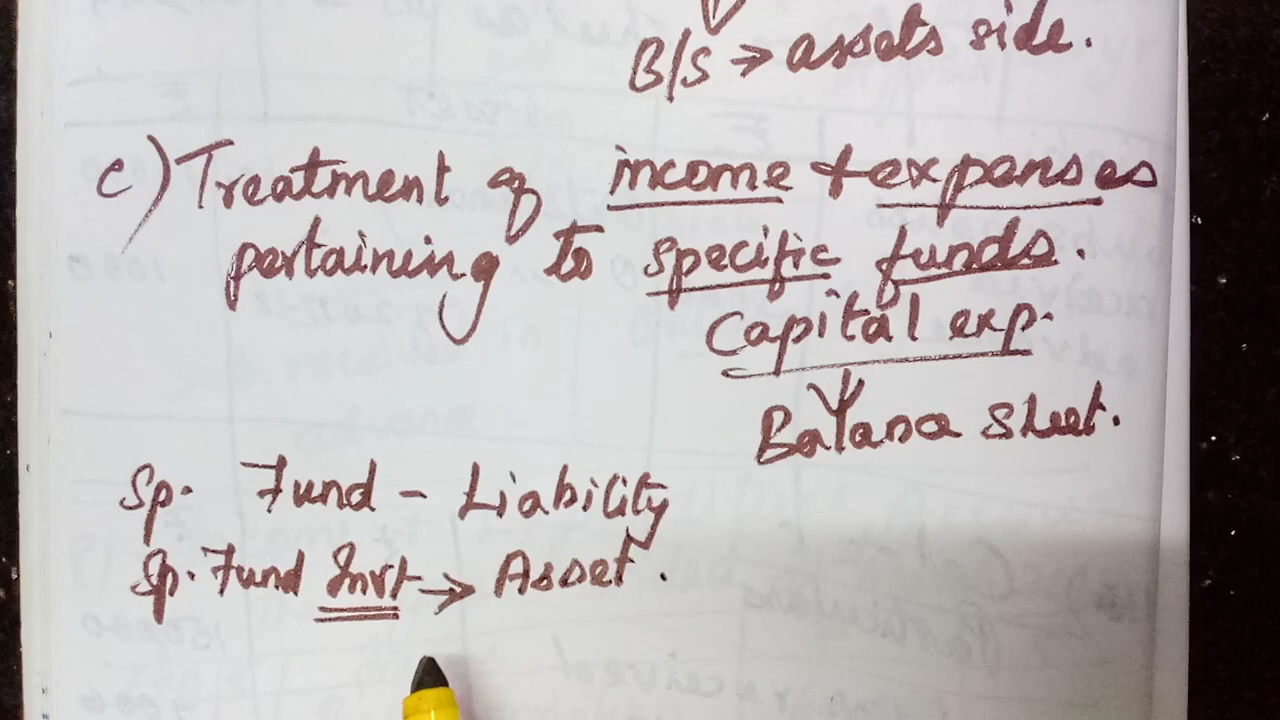 B/S → assets side.
c) Treatment of income & expenses
pertaining to specific funds.
Capital exp.
Balance Sheet.
Sp. Fund - Liability
Sp. Fund Invt → Asset.